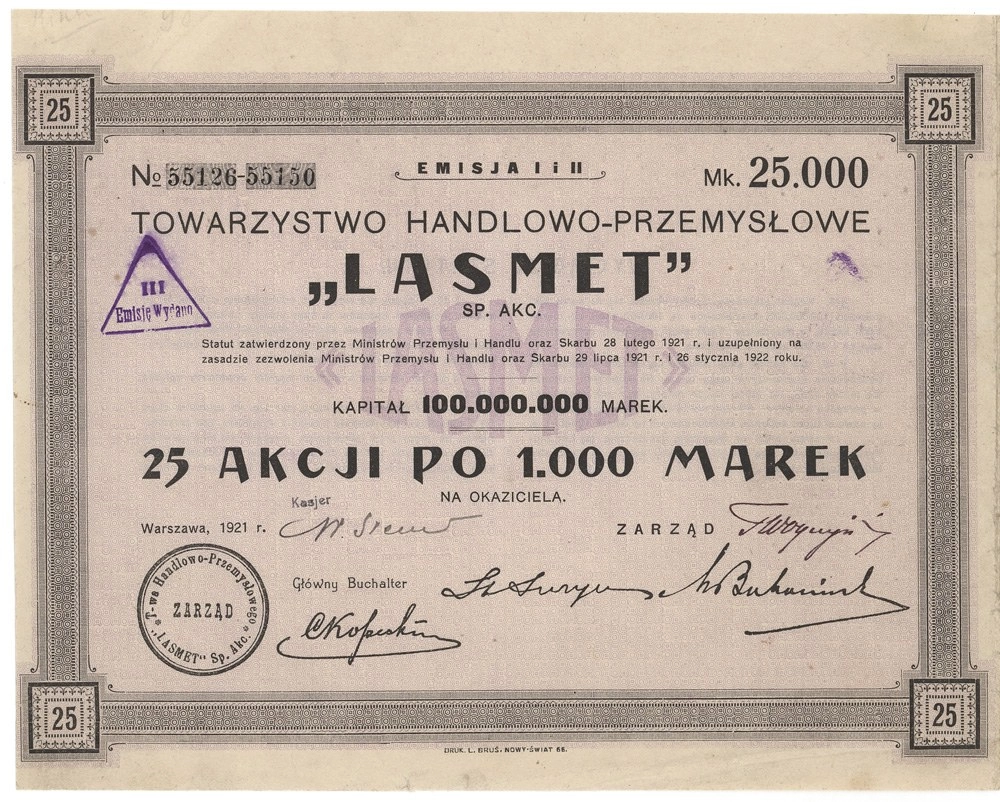 25
25
No 55126-55150
EMISJA I i II
Mk. 25.000
TOWARZYSTWO HANDLOWO-PRZEMYSŁOWE
„LASMET”
SP. AKC.
III
Emisję Wydano
Statut zatwierdzony przez Ministrów Przemysłu i Handlu oraz Skarbu 28 lutego 1921 r. i uzupełniony na
zasadzie zezwolenia Ministrów Przemysłu i Handlu oraz Skarbu 29 lipca 1921 r. i 26 stycznia 1922 roku.
«LASMET»
KAPITAŁ 100.000.000 MAREK.
25 AKCJI PO 1.000 MAREK
NA OKAZICIELA.
Kasjer
Warszawa, 1921 r.
ZARZĄD
Główny Buchalter
T-wa Handlowo-Przemysłowego
ZARZĄD
„LASMET" Sp. Akc.
25
25
DRUK. L. BRUŚ, NOWY-ŚWIAT 66.